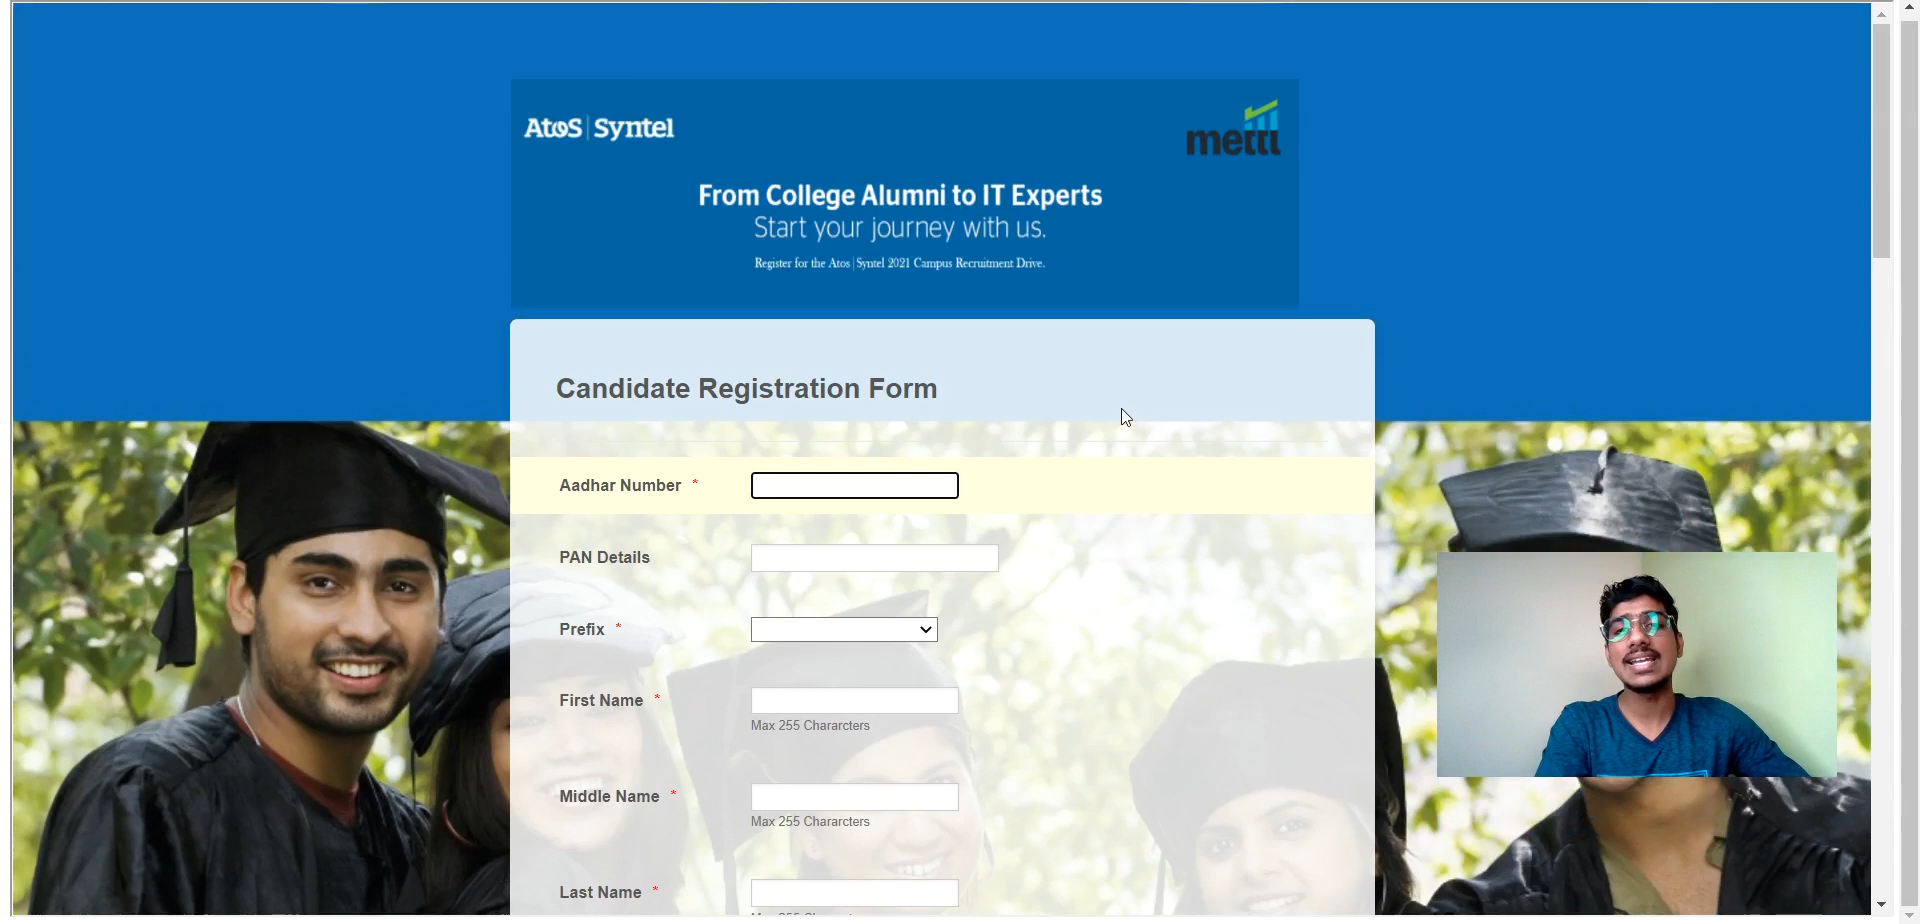 Atos | Syntel
mettl
From College Alumni to IT Experts
Start your journey with us.
Register for the Atos | Syntel 2021 Campus Recruitment Drive.
Candidate Registration Form
Aadhar Number *
PAN Details
Prefix *
First Name *
Max 255 Chararcters
Middle Name *
Max 255 Chararcters
Last Name *